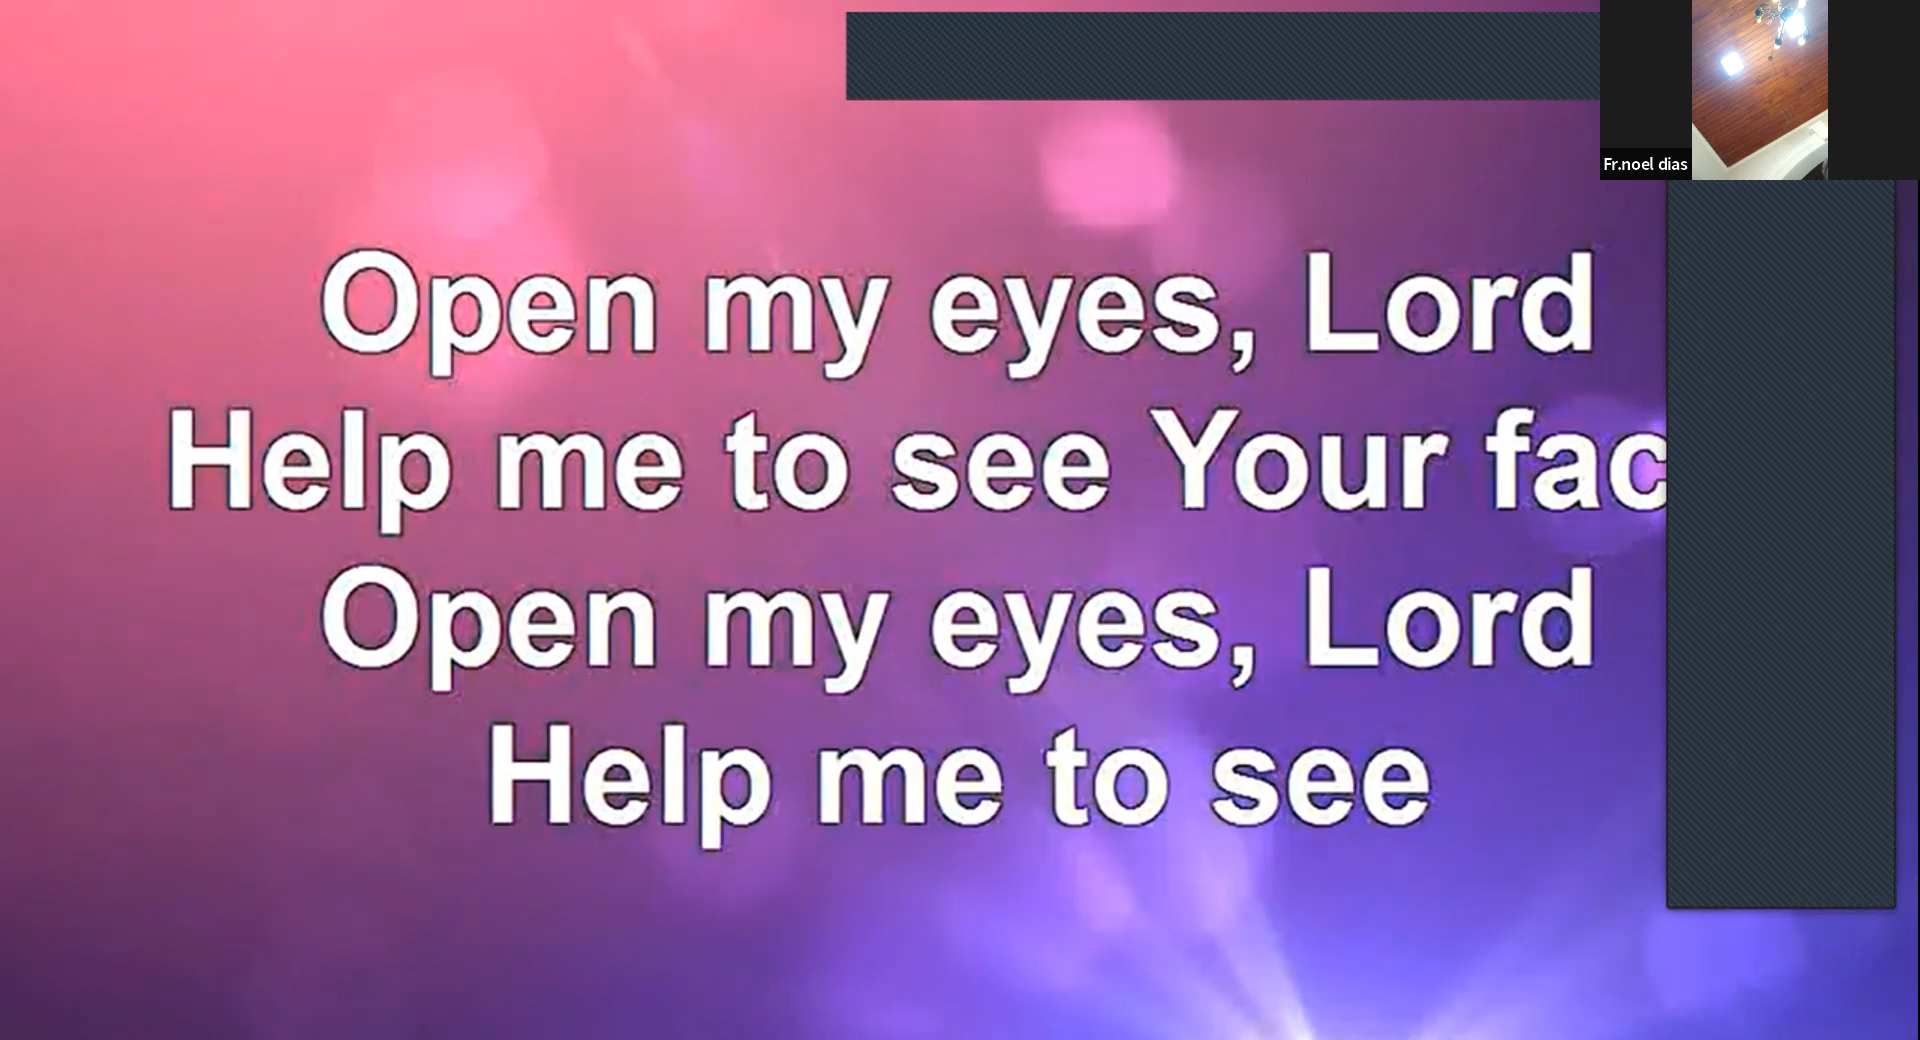 Fr.noel dias
Open my eyes, Lord
Help me to see Your fac
Open my eyes, Lord
Help me to see